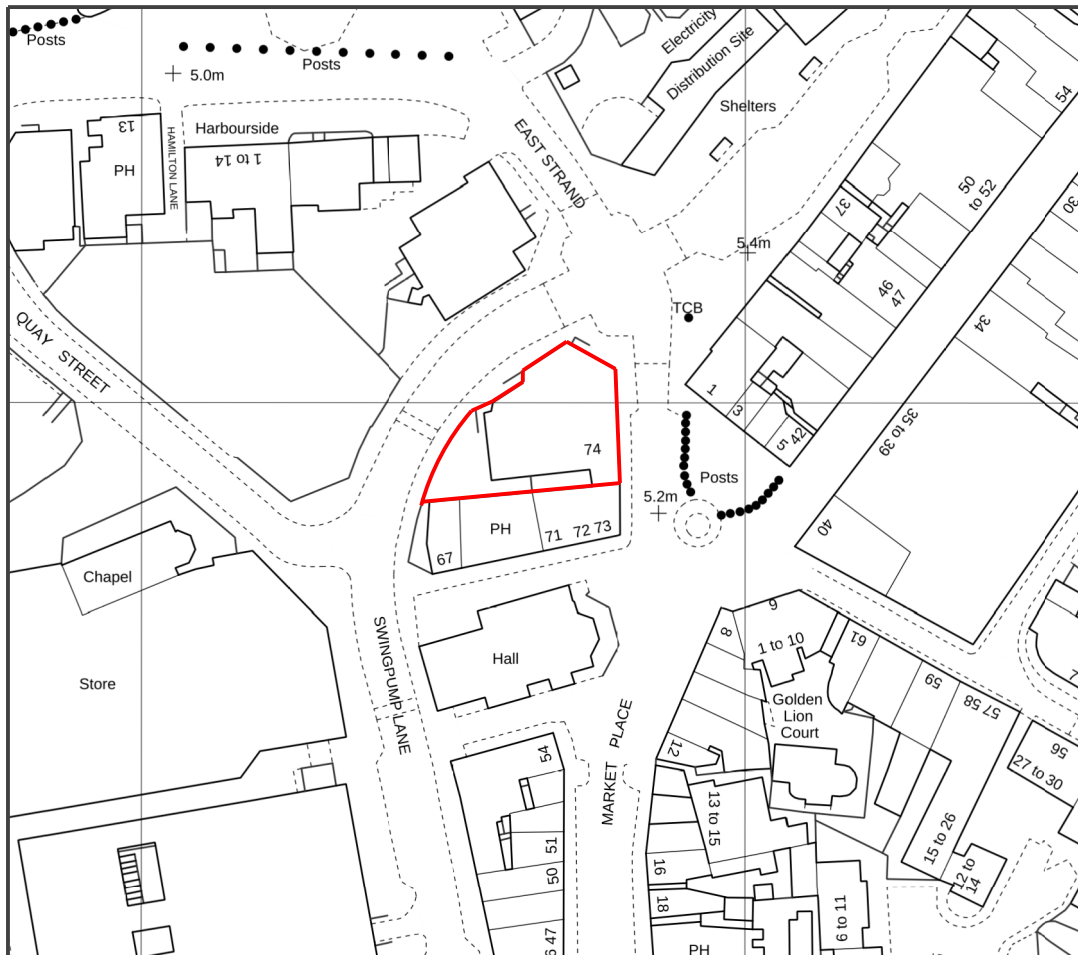 Posts
Posts
5.0m
Electricity
Distribution Site
Shelters
54
13
PH
HAMILTON LANE
Harbourside
1 to 14
EAST STRAND
50
to 52
30
37
5.4m
46
47
TCB
34
QUAY STREET
1
3
5
42
35 to 39
74
Posts
5.2m
40
PH
71
72
73
67
Chapel
SWINGPUMP LANE
Hall
Store
9
8
1 to 10
61
59
57 58
7
Golden
Lion
Court
56
27 to 30
MARKET PLACE
12
54
13 to 15
15 to 26
12 to
14
51
50
16
18
6 to 11
6 47
PH